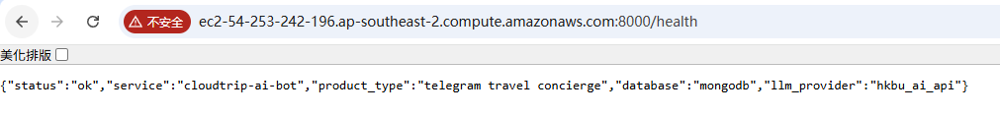 不安全 ec2-54-253-242-196.ap-southeast-2.compute.amazonaws.com:8000/health
美化排版
{"status":"ok","service":"cloudtrip-ai-bot","product_type":"telegram travel concierge","database":"mongodb","llm_provider":"hkbu_ai_api"}